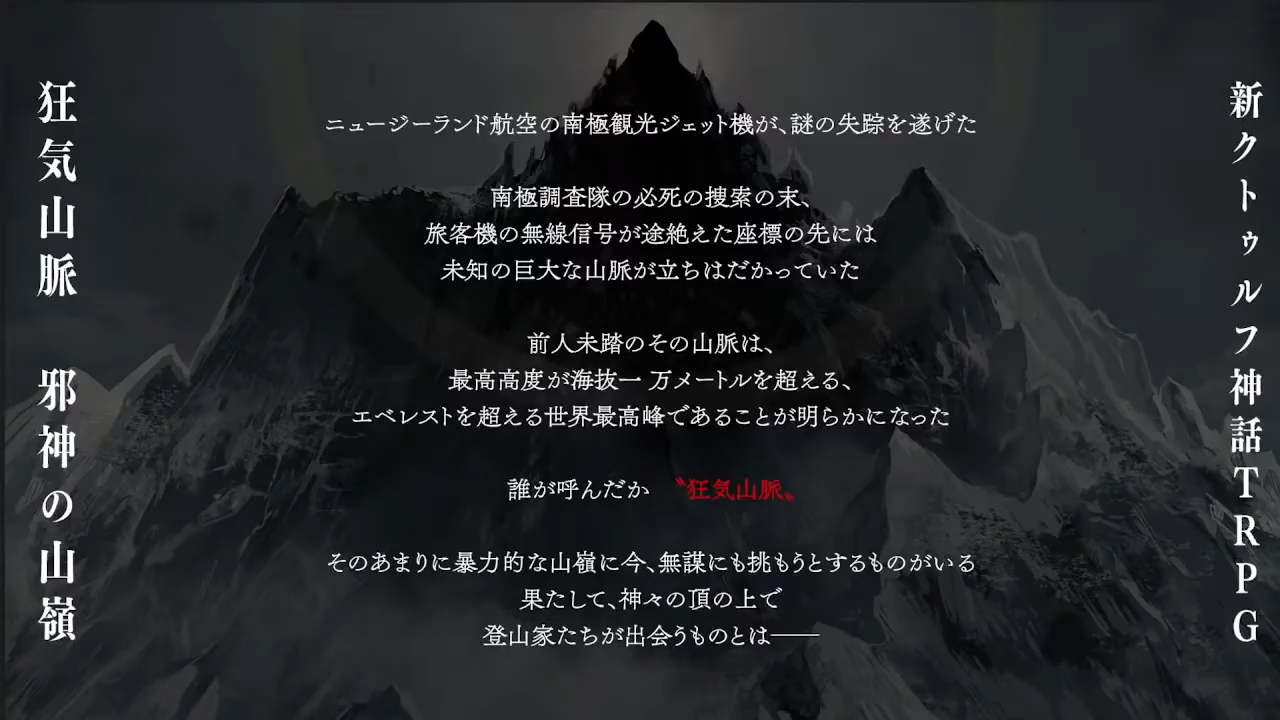 新クトゥルフ神話TRPG
ニュージーランド航空の南極観光ジェット機が、謎の失踪を遂げた
南極調査隊の必死の捜索の末、
旅客機の無線信号が途絶えた座標の先には
未知の巨大な山脈が立ちはだかっていた
前人未踏のその山脈は、
最高高度が海抜一万メートルを超える、
エベレストを超える世界最高峰であることが明らかになった
誰が呼んだか　〝狂気山脈〟
そのあまりに暴力的な山嶺に今、無謀にも挑もうとするものがいる
果たして、神々の頂の上で
登山家たちが出会うものとは――
狂気山脈　邪神の山嶺